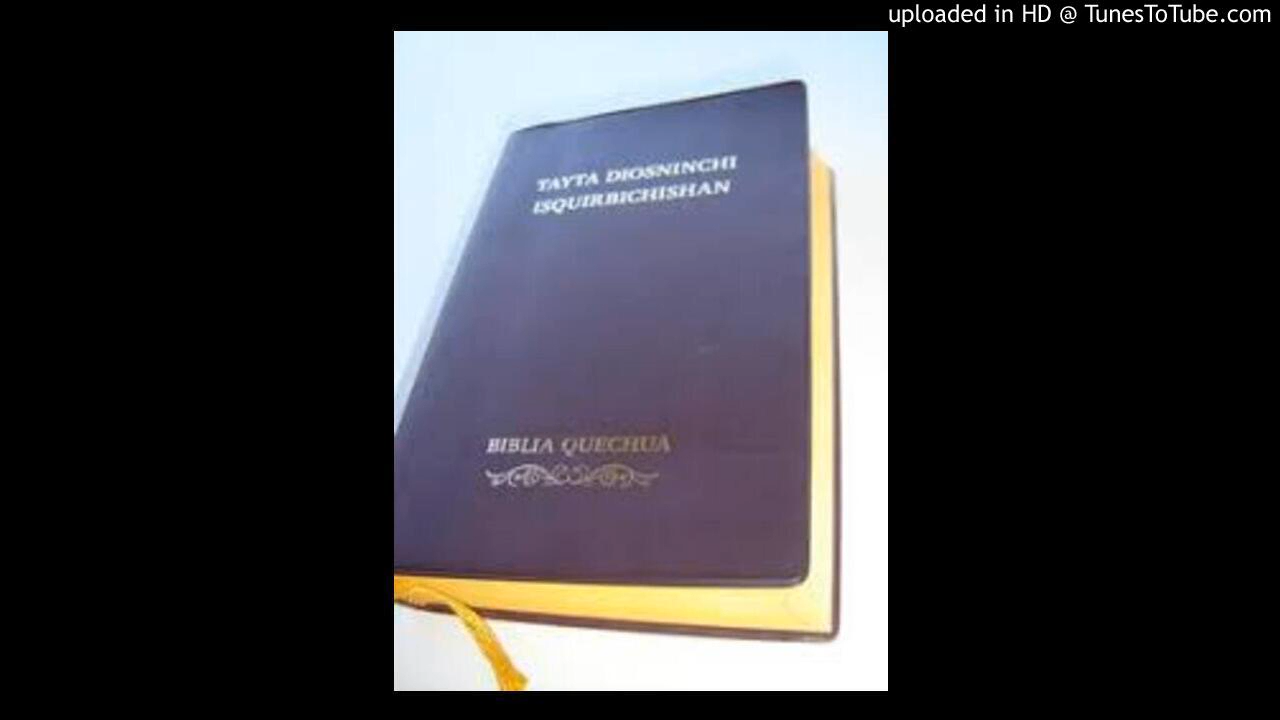 uploaded in HD @ TunesToTube.com
TAYTA DIOSNINCHI
ISQUIRBICHISHAN
BIBLIA QUECHUA